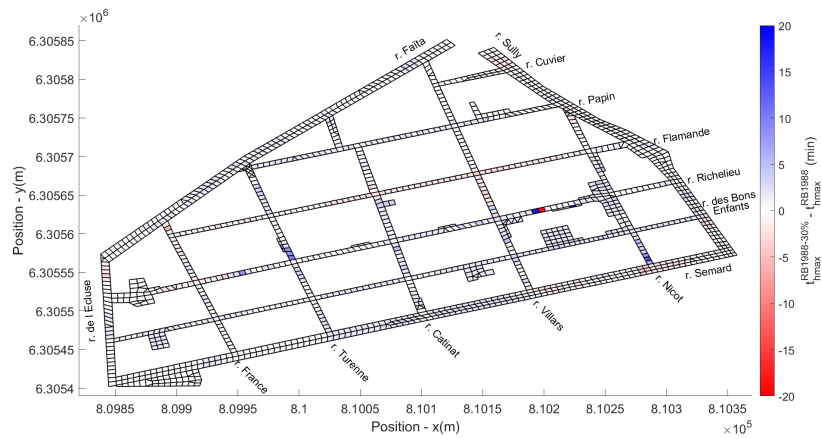 ×10⁶
6.30585
6.3058
6.30575
6.3057
6.30565
6.3056
6.30555
6.3055
6.30545
6.3054
Position - y(m)
8.0985
8.099
8.0995
8.1
8.1005
8.101
8.1015
8.102
8.1025
8.103
8.1035
Position - x(m)
×10⁵
r. Faïta
r. Sully
r. Cuvier
r. Papin
r. Flamande
r. Richelieu
r. des Bons
Enfants
r. Semard
r. Nicot
r. Villars
r. Catinat
r. Turenne
r. France
r. de l Ecluse
20
15
10
5
0
-5
-10
-15
-20
t_hmax^RB1988-30% - t_hmax^RB1988 (min)